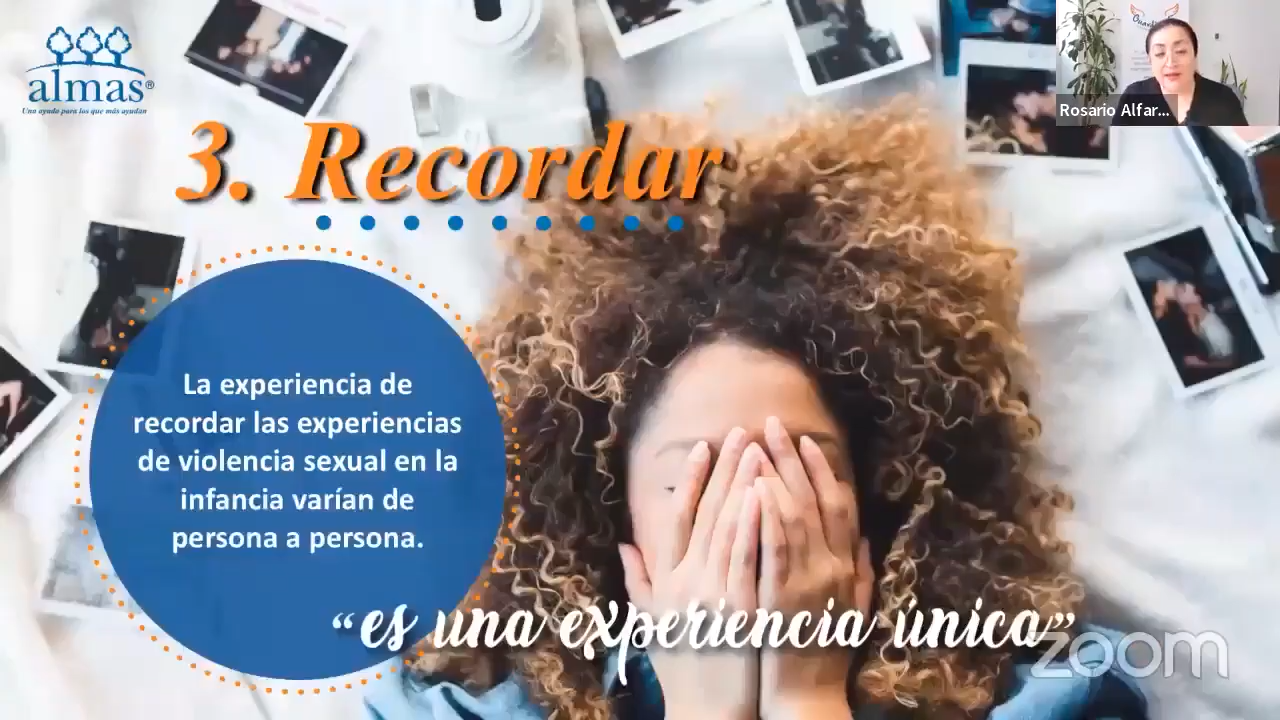 almas®
Una ayuda para los que más ayudan
Rosario Alfar...
3. Recordar
La experiencia de
recordar las experiencias
de violencia sexual en la
infancia varían de
persona a persona.
“es una experiencia única”
zoom